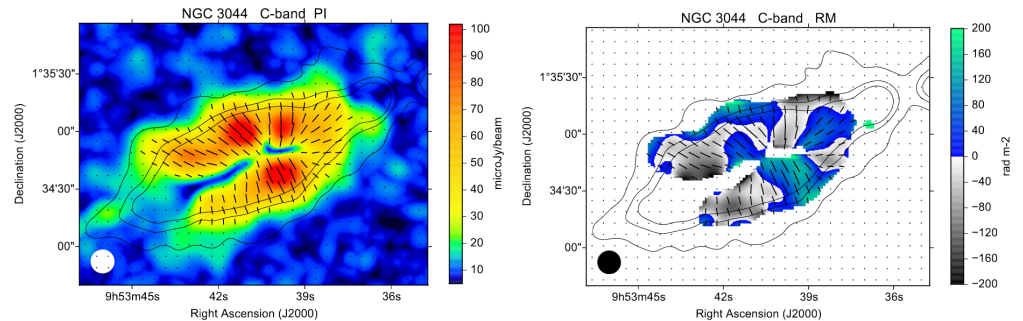 NGC 3044 C-band PI
Declination (J2000)
1°35'30"
00"
34'30"
00"
9h53m45s
42s
39s
36s
Right Ascension (J2000)
100
90
80
70
60
50
40
30
20
10
microJy/beam
NGC 3044 C-band RM
Declination (J2000)
1°35'30"
00"
34'30"
00"
9h53m45s
42s
39s
36s
Right Ascension (J2000)
200
160
120
80
40
0
-40
-80
-120
-160
-200
rad m-2